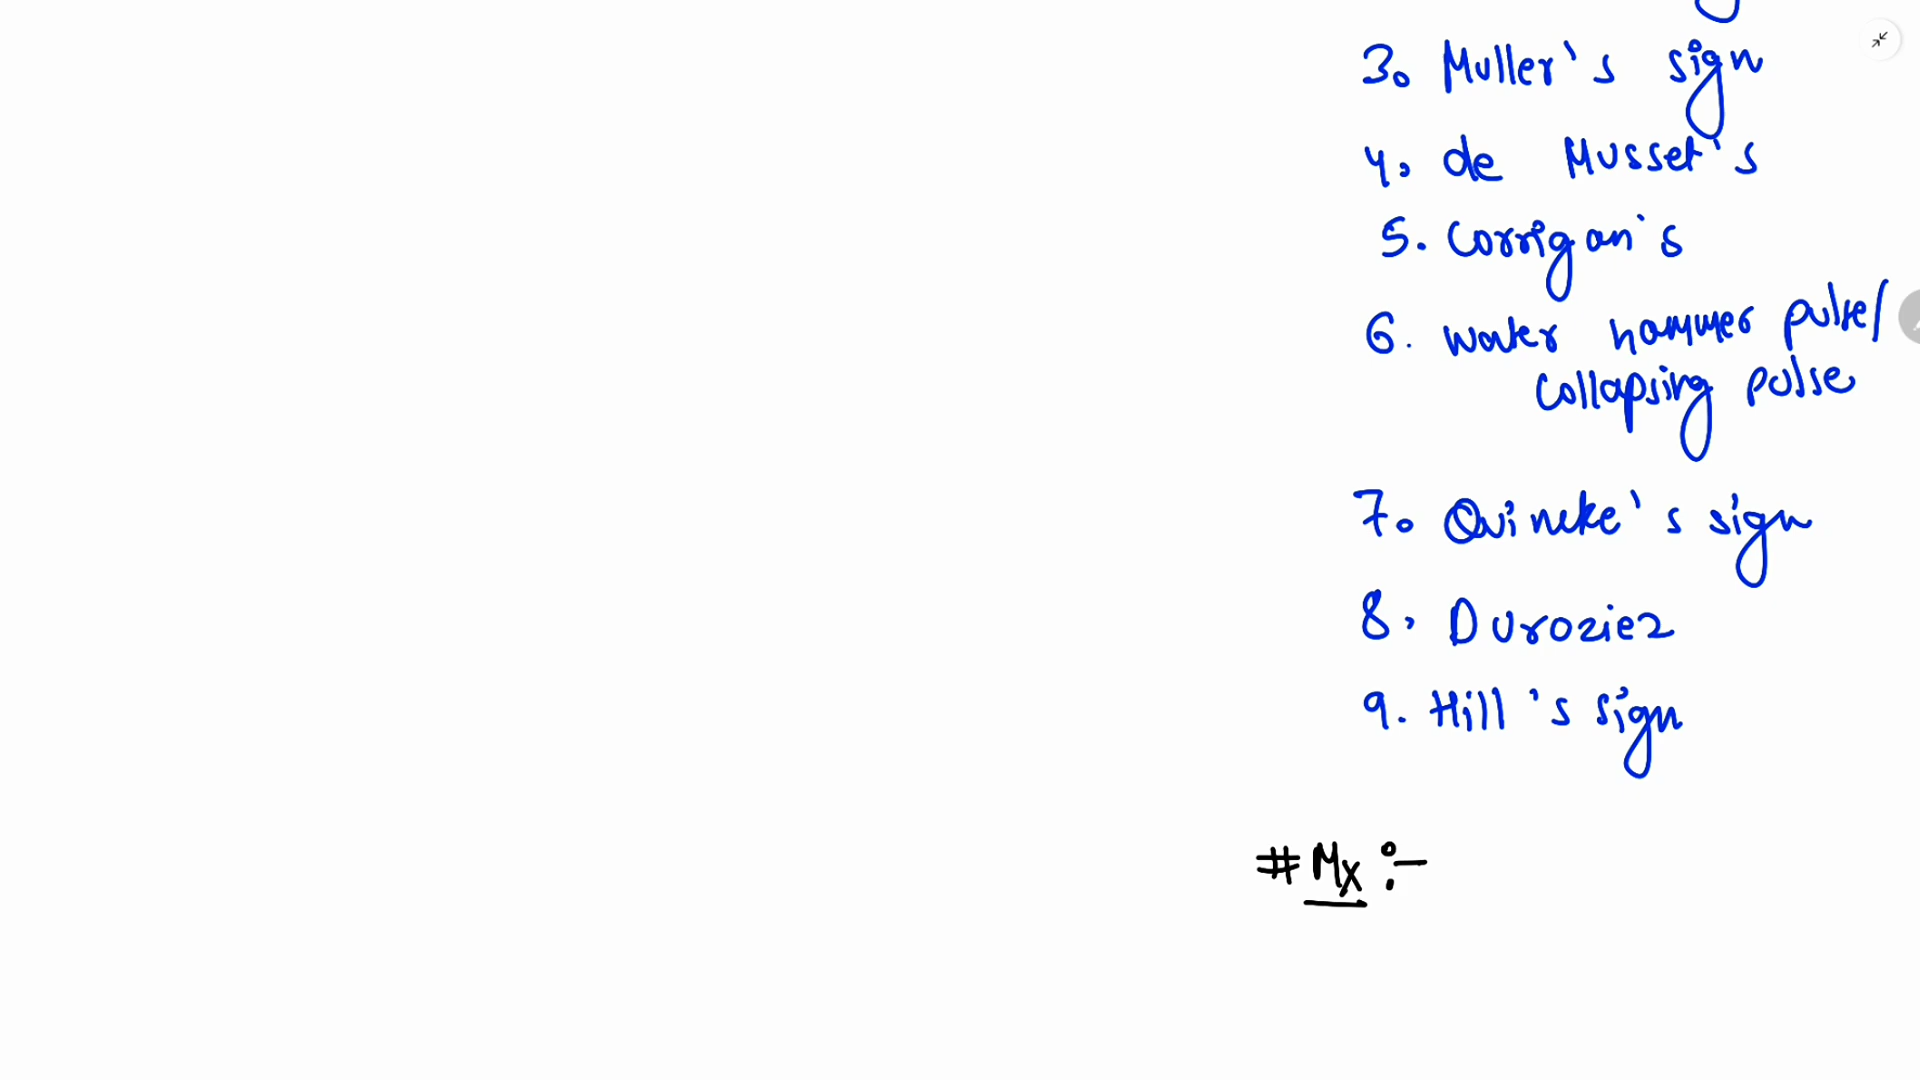 3. Muller's sign
4. de Musset's
5. Corrigan's
6. water hammer pulse/
collapsing pulse
7. Quincke's sign
8. Duroziez
9. Hill's sign
# Mx :-